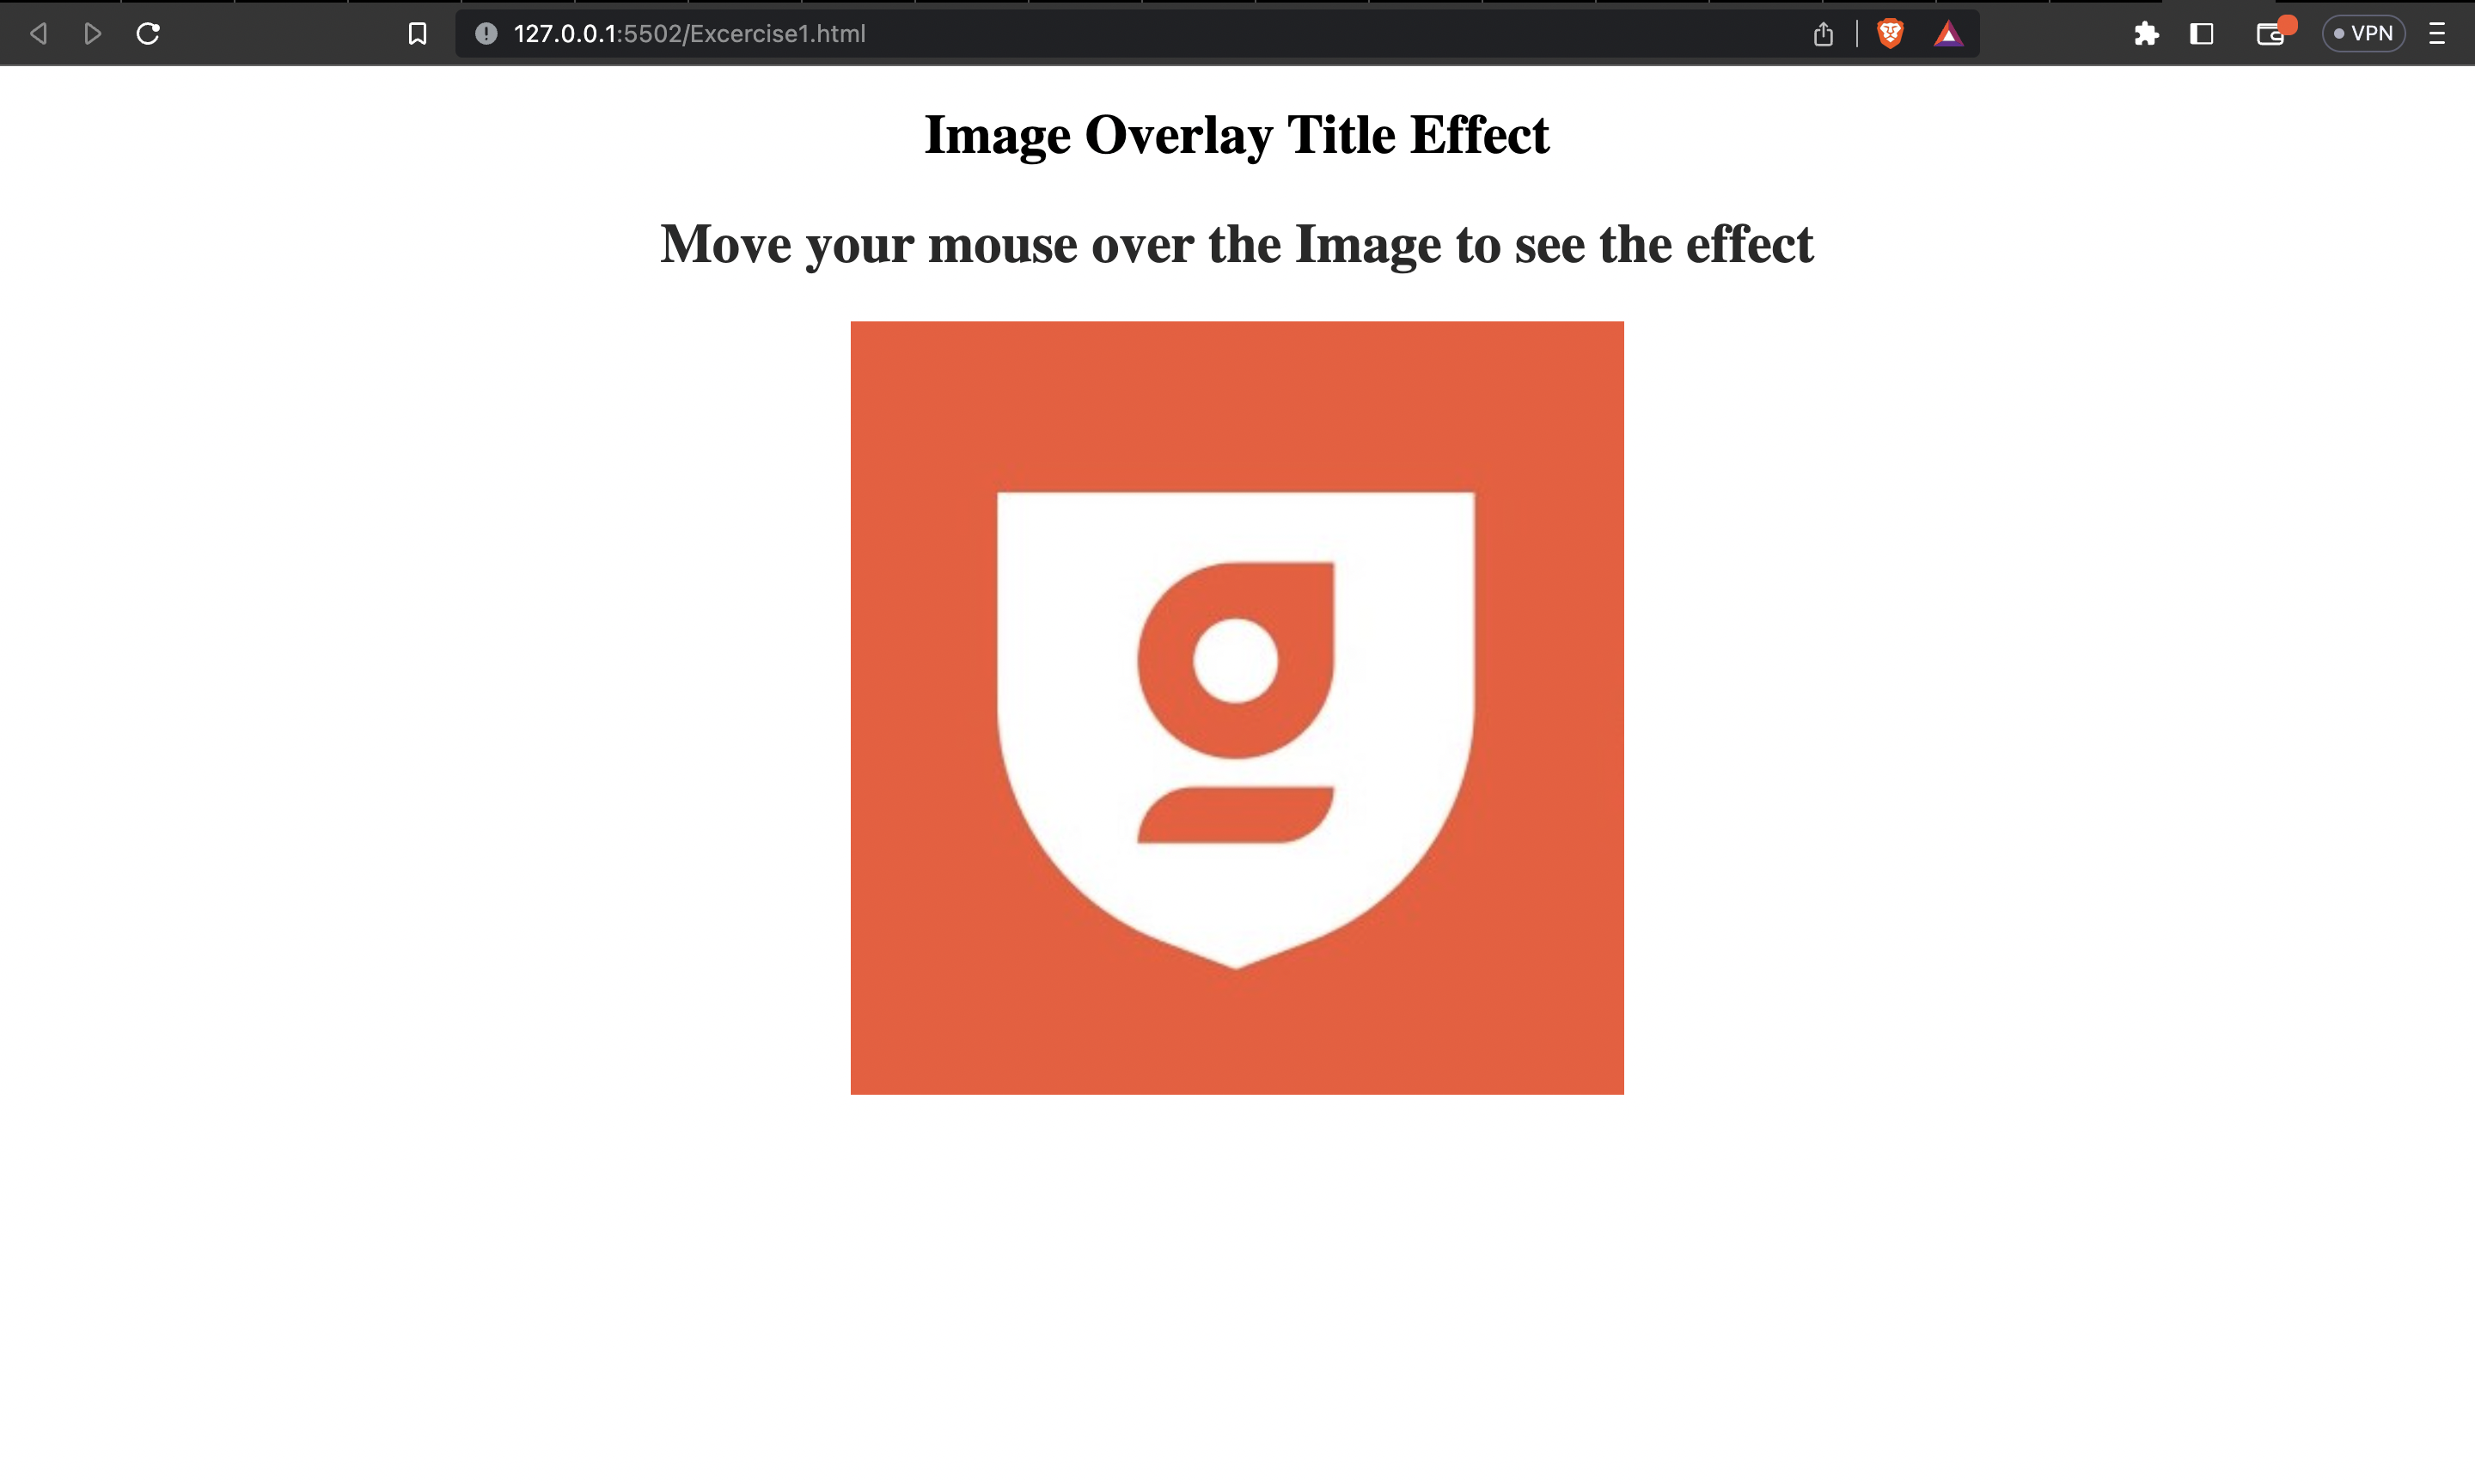 127.0.0.1:5502/Excercise1.html
VPN
Image Overlay Title Effect
Move your mouse over the Image to see the effect
g